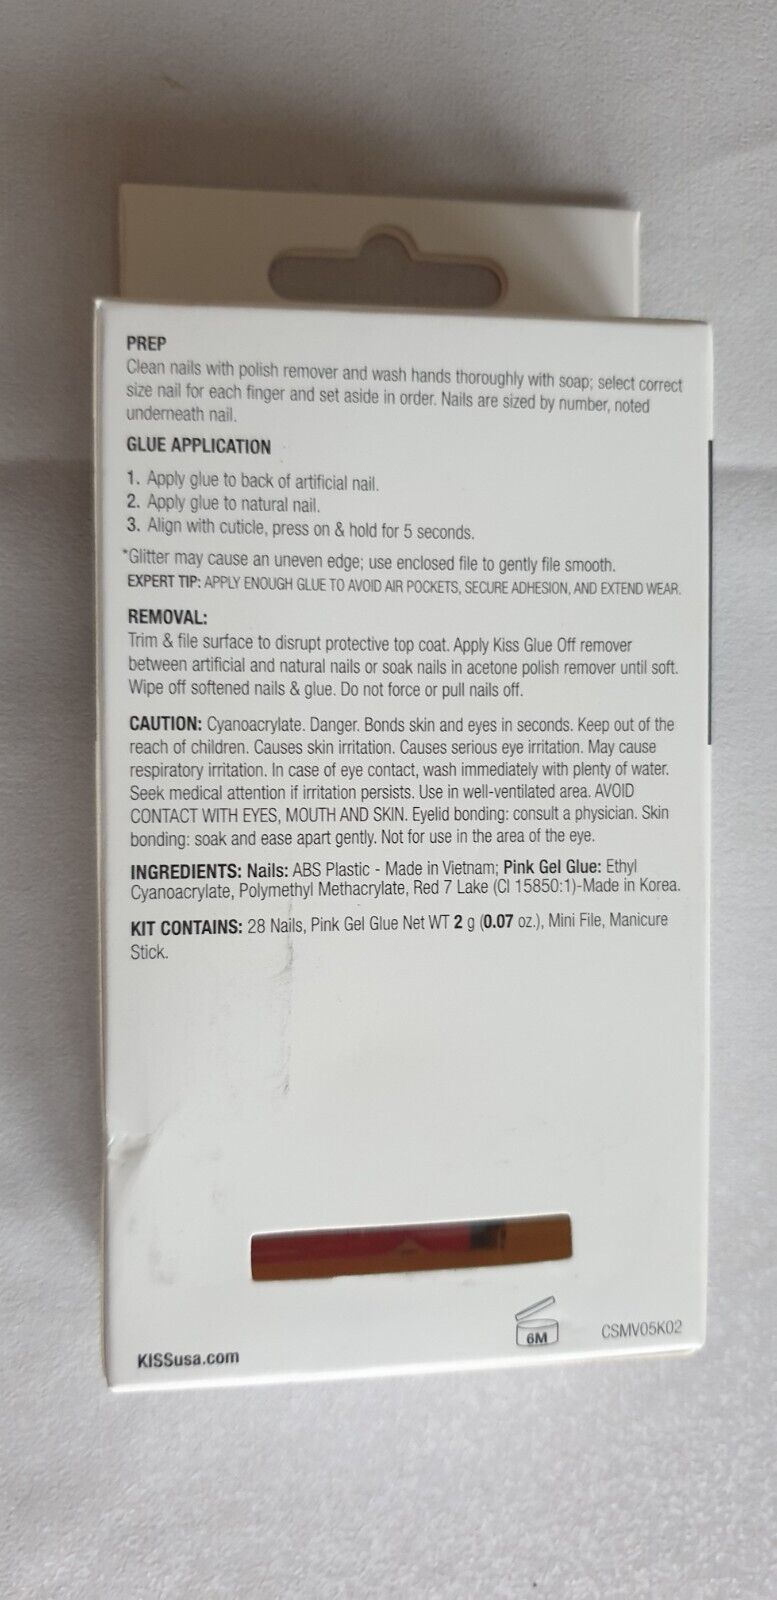 PREP
Clean nails with polish remover and wash hands thoroughly with soap; select correct
size nail for each finger and set aside in order. Nails are sized by number, noted
underneath nail.
GLUE APPLICATION
1. Apply glue to back of artificial nail.
2. Apply glue to natural nail.
3. Align with cuticle, press on & hold for 5 seconds.
*Glitter may cause an uneven edge; use enclosed file to gently file smooth.
EXPERT TIP: APPLY ENOUGH GLUE TO AVOID AIR POCKETS, SECURE ADHESION, AND EXTEND WEAR.
REMOVAL:
Trim & file surface to disrupt protective top coat. Apply Kiss Glue Off remover
between artificial and natural nails or soak nails in acetone polish remover until soft.
Wipe off softened nails & glue. Do not force or pull nails off.
CAUTION: Cyanoacrylate. Danger. Bonds skin and eyes in seconds. Keep out of the
reach of children. Causes skin irritation. Causes serious eye irritation. May cause
respiratory irritation. In case of eye contact, wash immediately with plenty of water.
Seek medical attention if irritation persists. Use in well-ventilated area. AVOID
CONTACT WITH EYES, MOUTH AND SKIN. Eyelid bonding: consult a physician. Skin
bonding: soak and ease apart gently. Not for use in the area of the eye.
INGREDIENTS: Nails: ABS Plastic - Made in Vietnam; Pink Gel Glue: Ethyl
Cyanoacrylate, Polymethyl Methacrylate, Red 7 Lake (CI 15850:1)-Made in Korea.
KIT CONTAINS: 28 Nails, Pink Gel Glue Net WT 2 g (0.07 oz.), Mini File, Manicure
Stick.
6M
CSMV05K02
KISSusa.com